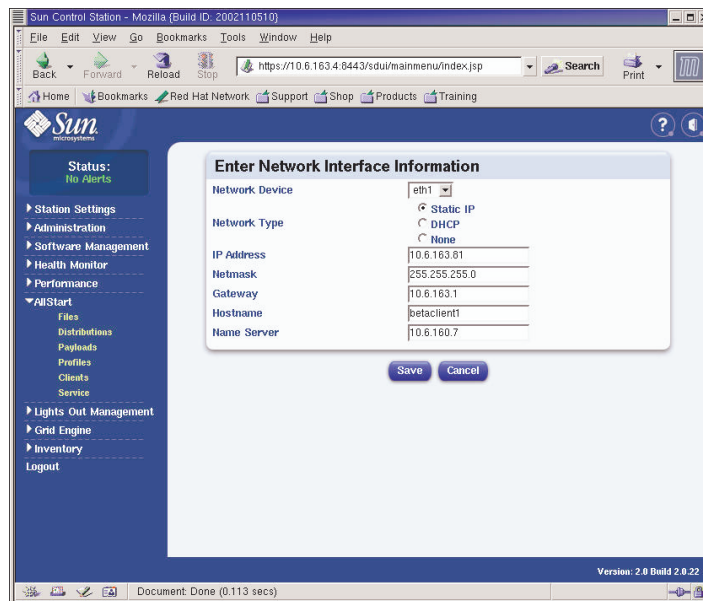 Sun Control Station - Mozilla {Build ID: 2002110510}
File Edit View Go Bookmarks Tools Window Help
Back Forward Reload Stop https://10.6.163.4:8443/sdui/mainmenu/index.jsp Search Print
Home Bookmarks Red Hat Network Support Shop Products Training
Sun
microsystems
?
Status:
No Alerts
Station Settings
Administration
Software Management
Health Monitor
Performance
AllStart
Files
Distributions
Payloads
Profiles
Clients
Service
Lights Out Management
Grid Engine
Inventory
Logout
Enter Network Interface Information
Network Device eth1
Network Type
Static IP
DHCP
None
IP Address 10.6.163.81
Netmask 255.255.255.0
Gateway 10.6.163.1
Hostname betaclient1
Name Server 10.6.160.7
Save Cancel
Version: 2.0 Build 2.0.22
Document: Done (0.113 secs)